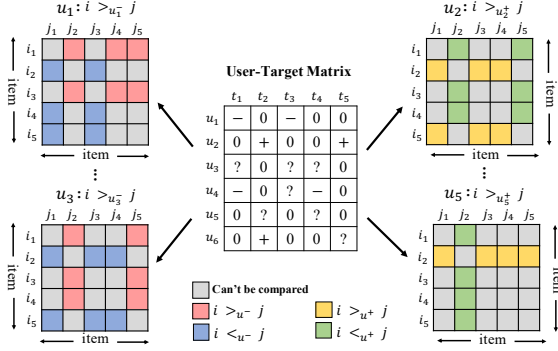 u₁: i >ᵤ₁⁻ j
j₁ j₂ j₃ j₄ j₅
i₁
i₂
i₃
i₄
i₅
item
item
⋮
u₃: i >ᵤ₃⁻ j
j₁ j₂ j₃ j₄ j₅
i₁
i₂
i₃
i₄
i₅
item
item
User-Target Matrix
t₁ t₂ t₃ t₄ t₅
u₁ − 0 − 0 0
u₂ 0 + 0 0 +
u₃ ? 0 ? ? 0
u₄ − 0 ? − 0
u₅ 0 ? 0 ? 0
u₆ 0 + 0 0 ?
Can't be compared
i >ᵤ⁻ j
i >ᵤ⁺ j
i <ᵤ⁻ j
i <ᵤ⁺ j
u₂: i >ᵤ₂⁺ j
j₁ j₂ j₃ j₄ j₅
i₁
i₂
i₃
i₄
i₅
item
item
⋮
u₅: i >ᵤ₅⁺ j
j₁ j₂ j₃ j₄ j₅
i₁
i₂
i₃
i₄
i₅
item
item